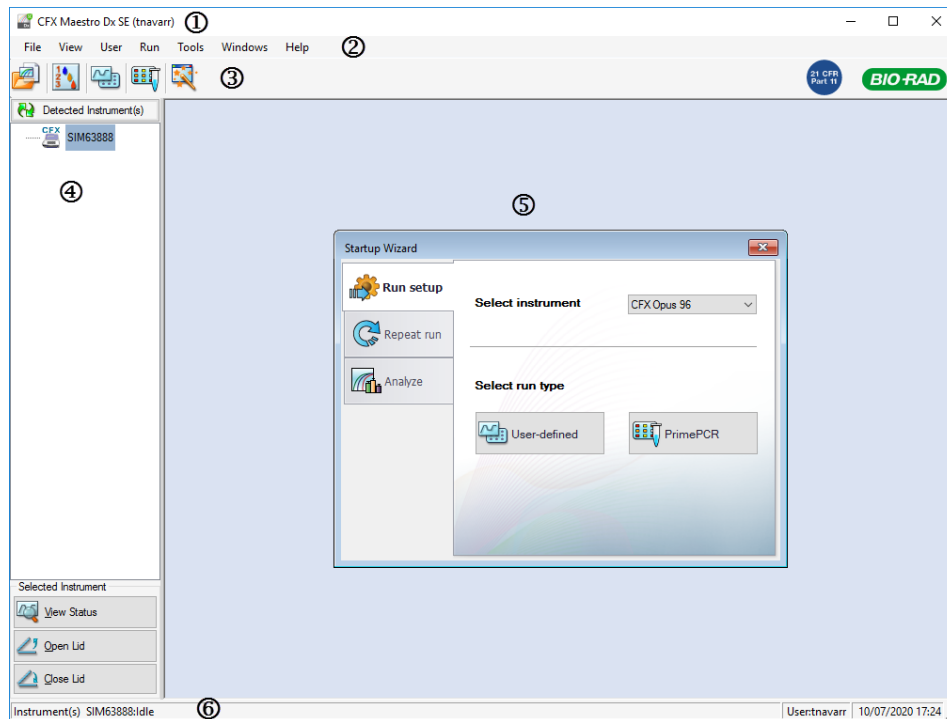 CFX Maestro Dx SE (tnavarr) ①
File View User Run Tools Windows Help ②
③
21 CFR
Part 11
BIO-RAD
Detected Instrument(s)
CFX
SIM63888
④
⑤
Startup Wizard
Run setup
Repeat run
Analyze
Select instrument
CFX Opus 96
Select run type
User-defined
PrimePCR
Selected Instrument
View Status
Open Lid
Close Lid
Instrument(s) SIM63888:Idle
⑥
User:tnavarr
10/07/2020 17:24